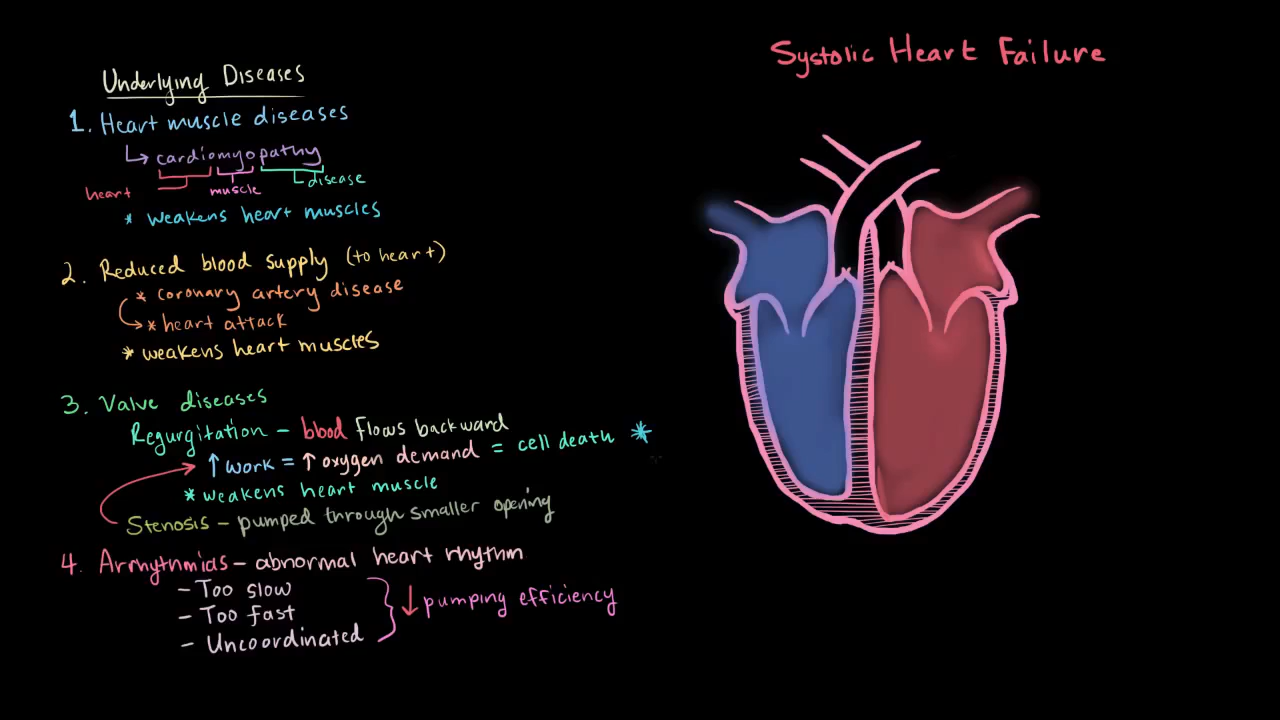 Systolic Heart Failure
Underlying Diseases
1. Heart muscle diseases
cardiomyopathy
heart muscle disease
* weakens heart muscles
2. Reduced blood supply (to heart)
* coronary artery disease
* heart attack
* weakens heart muscles
3. Valve diseases
Regurgitation – blood flows backward
↑ work = ↑ oxygen demand = cell death *
* weakens heart muscle
Stenosis – pumped through smaller opening
4. Arrhythmias – abnormal heart rhythm
– Too slow
– Too fast
↓ pumping efficiency
– Uncoordinated